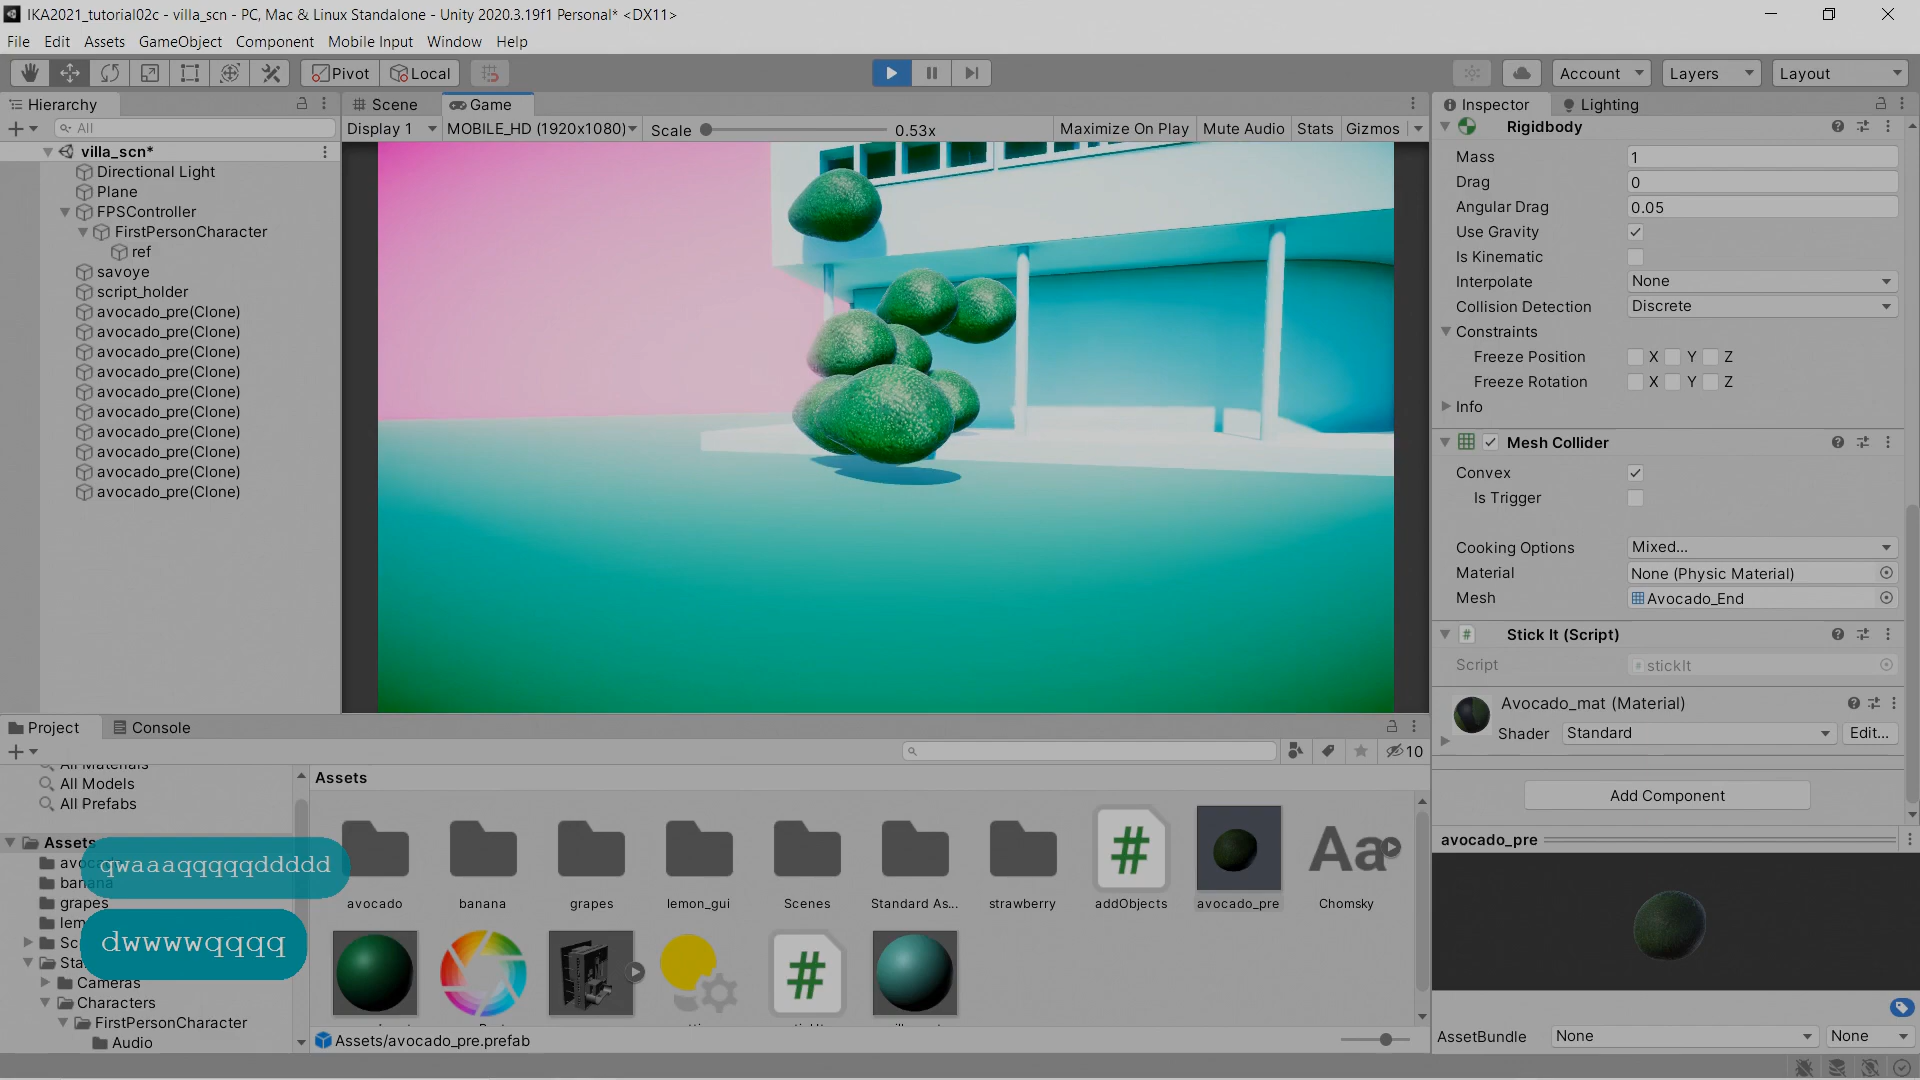 IKA2021_tutorial02c - villa_scn - PC, Mac & Linux Standalone - Unity 2020.3.19f1 Personal* <DX11>
File Edit Assets GameObject Component Mobile Input Window Help
Pivot Local Account Layers Layout
Hierarchy
All
villa_scn*
Directional Light
Plane
FPSController
FirstPersonCharacter
ref
savoye
script_holder
avocado_pre(Clone)
avocado_pre(Clone)
avocado_pre(Clone)
avocado_pre(Clone)
avocado_pre(Clone)
avocado_pre(Clone)
avocado_pre(Clone)
avocado_pre(Clone)
avocado_pre(Clone)
avocado_pre(Clone)
Scene Game
Display 1 MOBILE_HD (1920x1080) Scale 0.53x Maximize On Play Mute Audio Stats Gizmos
Inspector Lighting
Rigidbody
Mass 1
Drag 0
Angular Drag 0.05
Use Gravity
Is Kinematic
Interpolate None
Collision Detection Discrete
Constraints
Freeze Position X Y Z
Freeze Rotation X Y Z
Info
Mesh Collider
Convex
Is Trigger
Cooking Options Mixed...
Material None (Physic Material)
Mesh Avocado_End
# Stick It (Script)
Script # stickIt
Avocado_mat (Material)
Shader Standard Edit...
Add Component
avocado_pre
AssetBundle None None
Project Console
10
All Materials
All Models
All Prefabs
Assets
banana
grapes
Cameras
Characters
FirstPersonCharacter
Audio
qwaaaqqqqqddddd
dwwwwqqqq
Assets
avocado banana grapes lemon_gui Scenes Standard As... strawberry addObjects avocado_pre Chomsky
Assets/avocado_pre.prefab